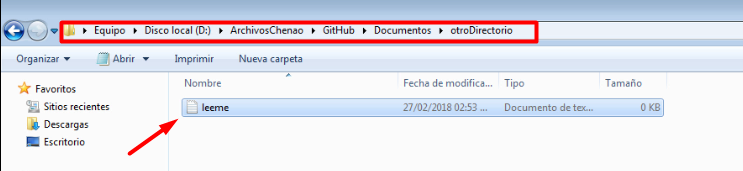 Equipo ▸ Disco local (D:) ▸ ArchivosChenao ▸ GitHub ▸ Documentos ▸ otroDirectorio
Organizar Abrir Imprimir Nueva carpeta
Nombre Fecha de modifica... Tipo Tamaño
Favoritos
leeme 27/02/2018 02:53 ... Documento de tex... 0 KB
Sitios recientes
Descargas
Escritorio